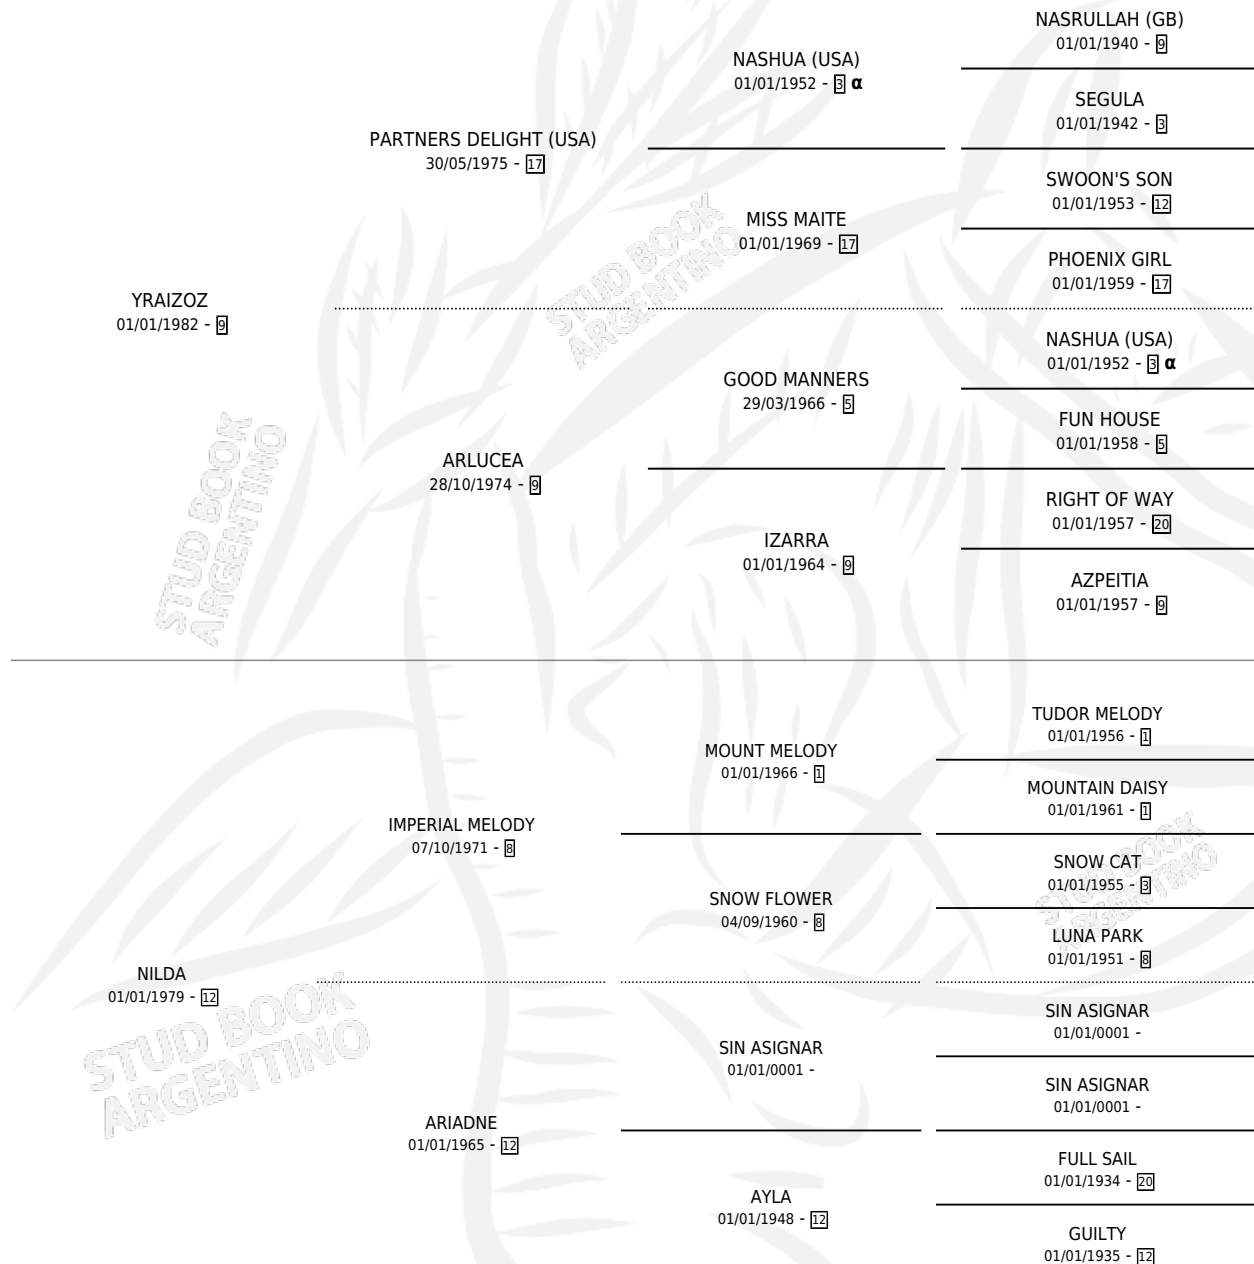 NASRULLAH (GB)
01/01/1940 - 9
NASHUA (USA)
01/01/1952 - 3 α
SEGULA
01/01/1942 - 3
PARTNERS DELIGHT (USA)
30/05/1975 - 17
SWOON'S SON
01/01/1953 - 12
MISS MAITE
01/01/1969 - 17
PHOENIX GIRL
01/01/1959 - 17
YRAIZOZ
01/01/1982 - 9
NASHUA (USA)
01/01/1952 - 3 α
GOOD MANNERS
29/03/1966 - 5
FUN HOUSE
01/01/1958 - 5
ARLUCEA
28/10/1974 - 9
RIGHT OF WAY
01/01/1957 - 20
IZARRA
01/01/1964 - 9
AZPEITIA
01/01/1957 - 9
STUD BOOK
ARGENTINO
STUD BOOK
ARGENTINO
TUDOR MELODY
01/01/1956 - 1
MOUNT MELODY
01/01/1966 - 1
MOUNTAIN DAISY
01/01/1961 - 1
IMPERIAL MELODY
07/10/1971 - 8
SNOW CAT
01/01/1955 - 3
SNOW FLOWER
04/09/1960 - 8
LUNA PARK
01/01/1951 - 8
NILDA
01/01/1979 - 12
SIN ASIGNAR
01/01/0001 -
SIN ASIGNAR
01/01/0001 -
SIN ASIGNAR
01/01/0001 -
ARIADNE
01/01/1965 - 12
FULL SAIL
01/01/1934 - 20
AYLA
01/01/1948 - 12
GUILTY
01/01/1935 - 12
STUD BOOK
ARGENTINO
STUD BOOK
ARGENTINO